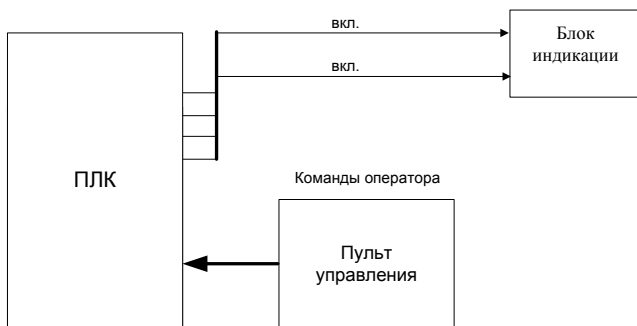 вкл.
Блок
индикации
вкл.
ПЛК
Команды оператора
Пульт
управления